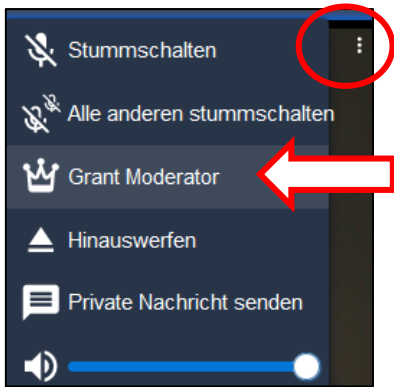 Stummschalten
Alle anderen stummschalten
Grant Moderator
Hinauswerfen
Private Nachricht senden